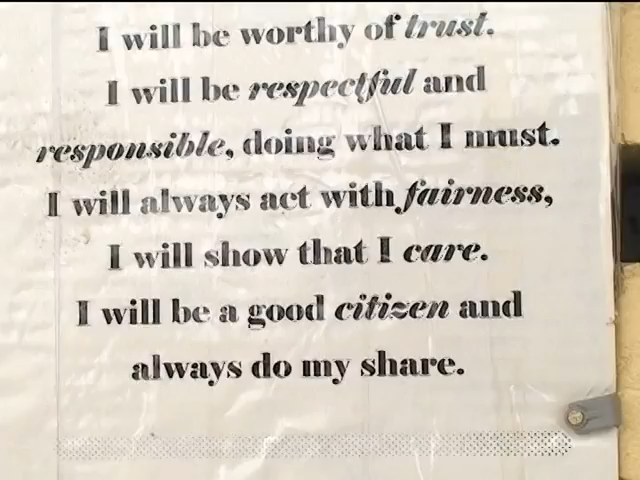 I will be worthy of trust.
I will be respectful and
responsible, doing what I must.
I will always act with fairness,
I will show that I care.
I will be a good citizen and
always do my share.